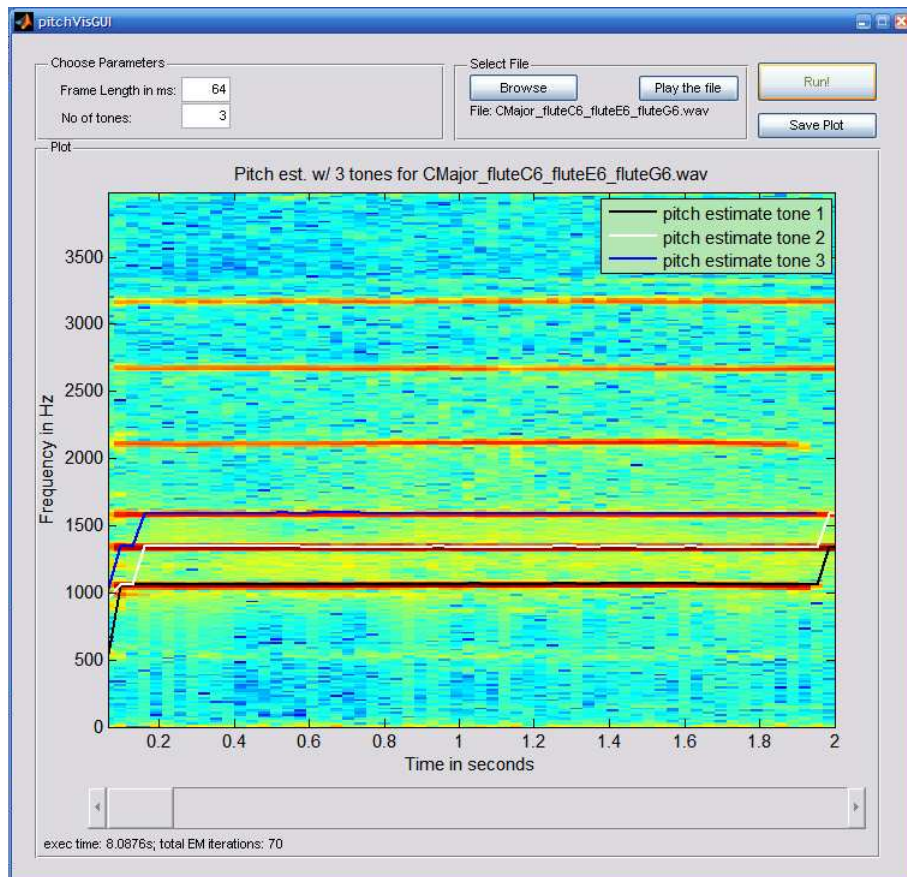 pitchVisGUI
Choose Parameters
Frame Length in ms: 64
No of tones: 3
Select File
Browse
Play the file
File: CMajor_fluteC6_fluteE6_fluteG6.wav
Run!
Save Plot
Plot
Pitch est. w/ 3 tones for CMajor_fluteC6_fluteE6_fluteG6.wav
pitch estimate tone 1
pitch estimate tone 2
pitch estimate tone 3
Frequency in Hz
3500
3000
2500
2000
1500
1000
500
0
0.2 0.4 0.6 0.8 1 1.2 1.4 1.6 1.8 2
Time in seconds
exec time: 8.0876s; total EM iterations: 70